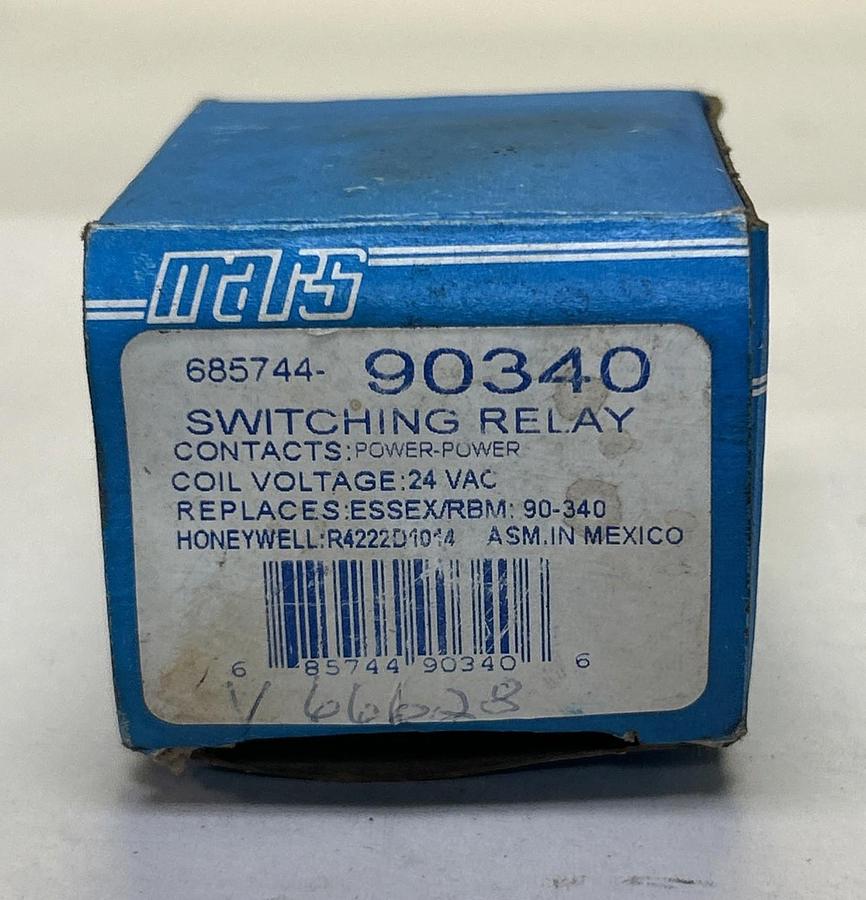 mars
685744- 90340
SWITCHING RELAY
CONTACTS:POWER-POWER
COIL VOLTAGE:24 VAC
REPLACES:ESSEX/RBM: 90-340
HONEYWELL:R4222D1014 ASM.IN MEXICO
6 85744 90340 6
V 66628